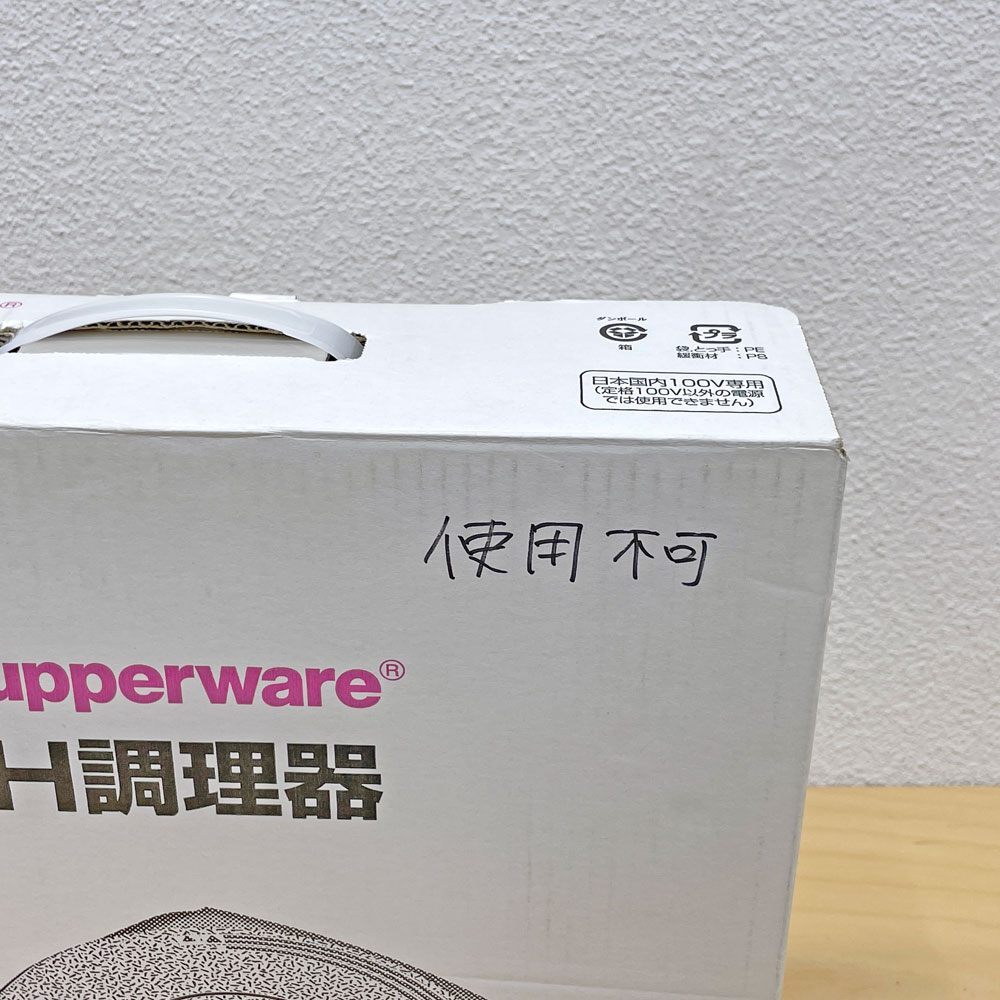 ®
ダンボール
箱
プラ
袋、とっ手:PE
緩衝材 :PS
日本国内100V専用
(定格100V以外の電源
では使用できません)
使用不可
upperware®
H調理器